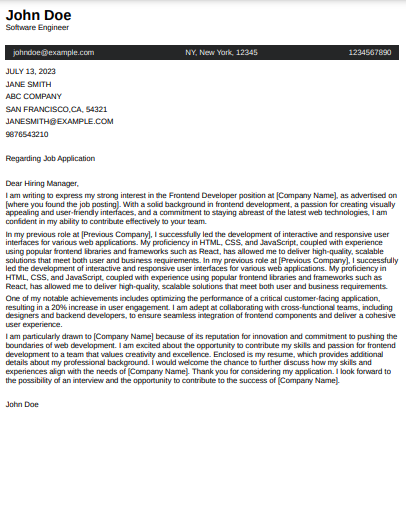 John Doe
Software Engineer
johndoe@example.com NY, New York, 12345 1234567890
JULY 13, 2023
JANE SMITH
ABC COMPANY
SAN FRANCISCO,CA, 54321
JANESMITH@EXAMPLE.COM
9876543210
Regarding Job Application
Dear Hiring Manager,
I am writing to express my strong interest in the Frontend Developer position at [Company Name], as advertised on
[where you found the job posting]. With a solid background in frontend development, a passion for creating visually
appealing and user-friendly interfaces, and a commitment to staying abreast of the latest web technologies, I am
confident in my ability to contribute effectively to your team.
In my previous role at [Previous Company], I successfully led the development of interactive and responsive user
interfaces for various web applications. My proficiency in HTML, CSS, and JavaScript, coupled with experience
using popular frontend libraries and frameworks such as React, has allowed me to deliver high-quality, scalable
solutions that meet both user and business requirements. In my previous role at [Previous Company], I successfully
led the development of interactive and responsive user interfaces for various web applications. My proficiency in
HTML, CSS, and JavaScript, coupled with experience using popular frontend libraries and frameworks such as
React, has allowed me to deliver high-quality, scalable solutions that meet both user and business requirements.
One of my notable achievements includes optimizing the performance of a critical customer-facing application,
resulting in a 20% increase in user engagement. I am adept at collaborating with cross-functional teams, including
designers and backend developers, to ensure seamless integration of frontend components and deliver a cohesive
user experience.
I am particularly drawn to [Company Name] because of its reputation for innovation and commitment to pushing the
boundaries of web development. I am excited about the opportunity to contribute my skills and passion for frontend
development to a team that values creativity and excellence. Enclosed is my resume, which provides additional
details about my professional background. I would welcome the chance to further discuss how my skills and
experiences align with the needs of [Company Name]. Thank you for considering my application. I look forward to
the possibility of an interview and the opportunity to contribute to the success of [Company Name].
John Doe